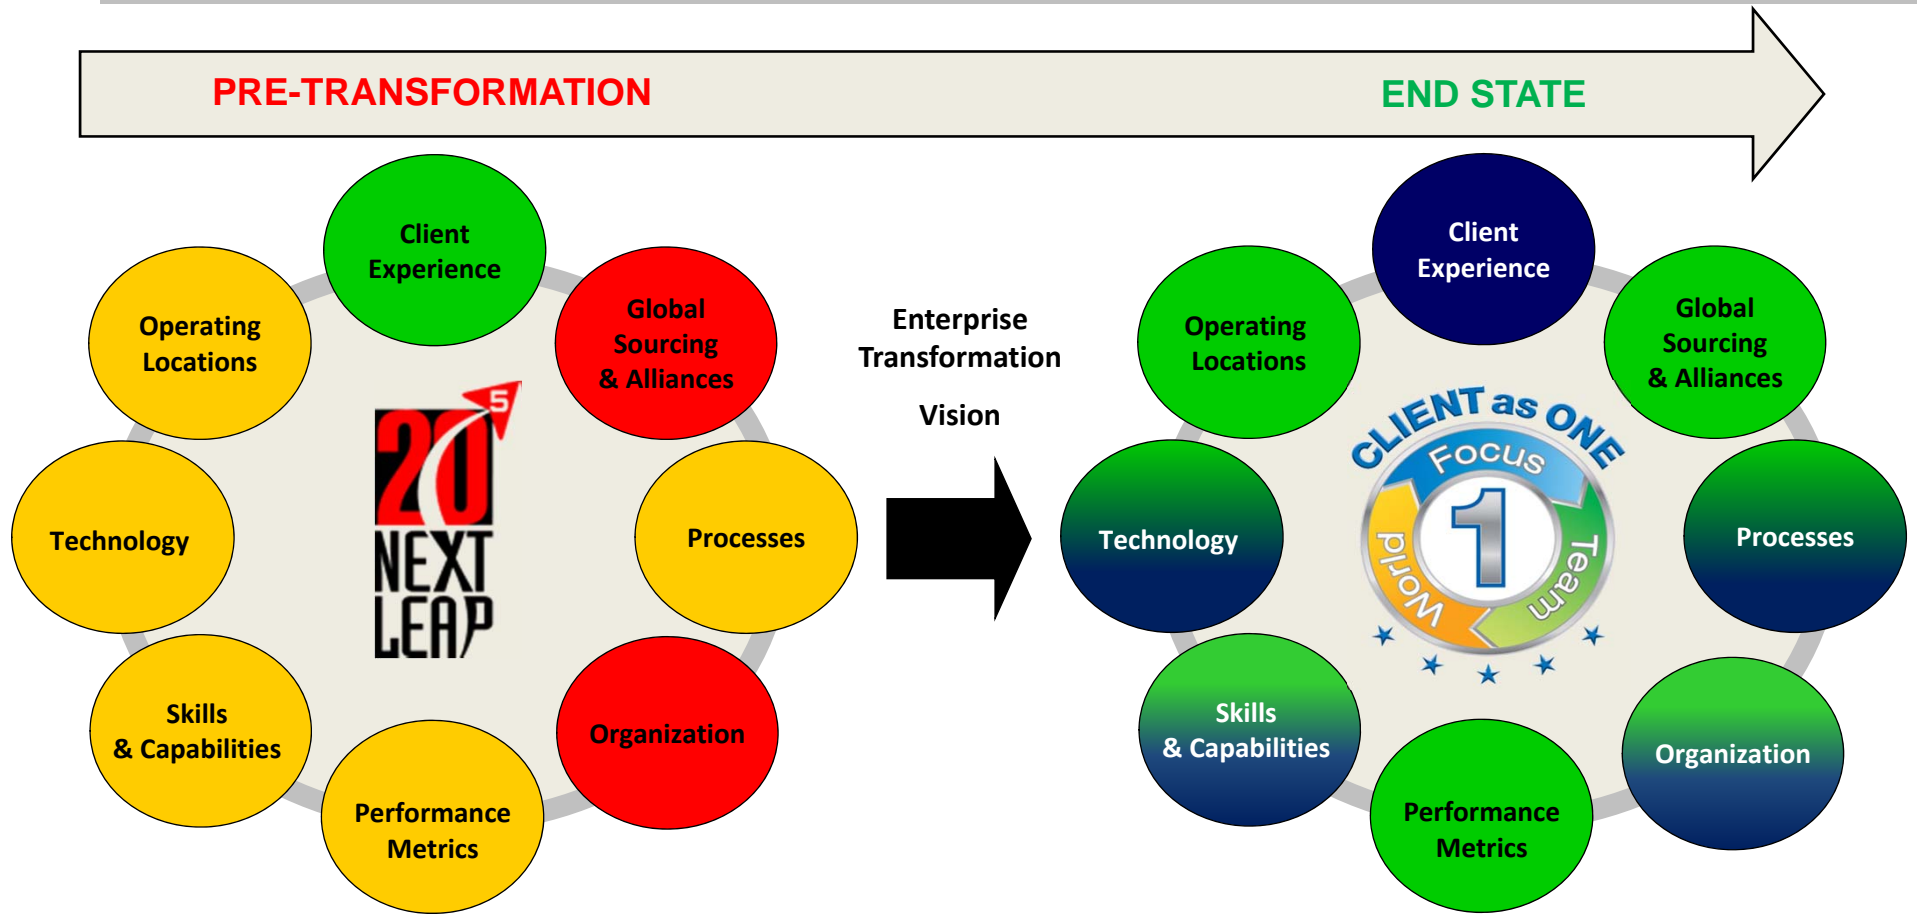 PRE-TRANSFORMATION
END STATE
Client
Experience
Global
Sourcing
& Alliances
Operating
Locations
Technology
Processes
Skills
& Capabilities
Organization
Performance
Metrics
20
5
NEXT
LEAP
Enterprise
Transformation
Vision
Client
Experience
Global
Sourcing
& Alliances
Operating
Locations
Technology
Processes
Skills
& Capabilities
Organization
Performance
Metrics
CLIENT as ONE
Focus
Team
World
1